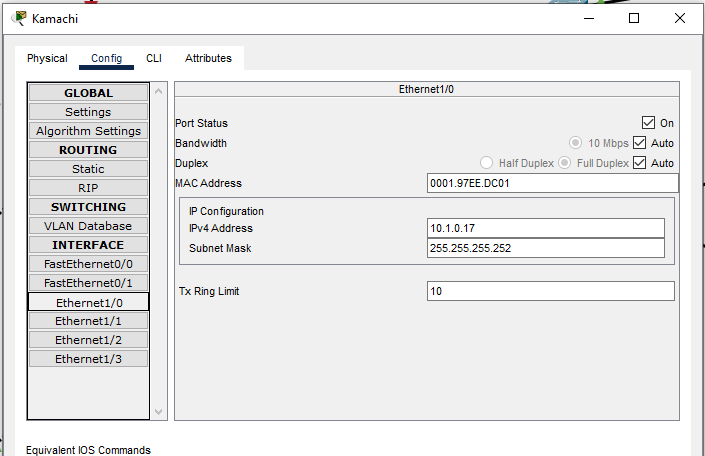 Kamachi
Physical Config CLI Attributes
GLOBAL
Settings
Algorithm Settings
ROUTING
Static
RIP
SWITCHING
VLAN Database
INTERFACE
FastEthernet0/0
FastEthernet0/1
Ethernet1/0
Ethernet1/1
Ethernet1/2
Ethernet1/3
Ethernet1/0
Port Status On
Bandwidth 10 Mbps Auto
Duplex Half Duplex Full Duplex Auto
MAC Address 0001.97EE.DC01
IP Configuration
IPv4 Address 10.1.0.17
Subnet Mask 255.255.255.252
Tx Ring Limit 10
Equivalent IOS Commands